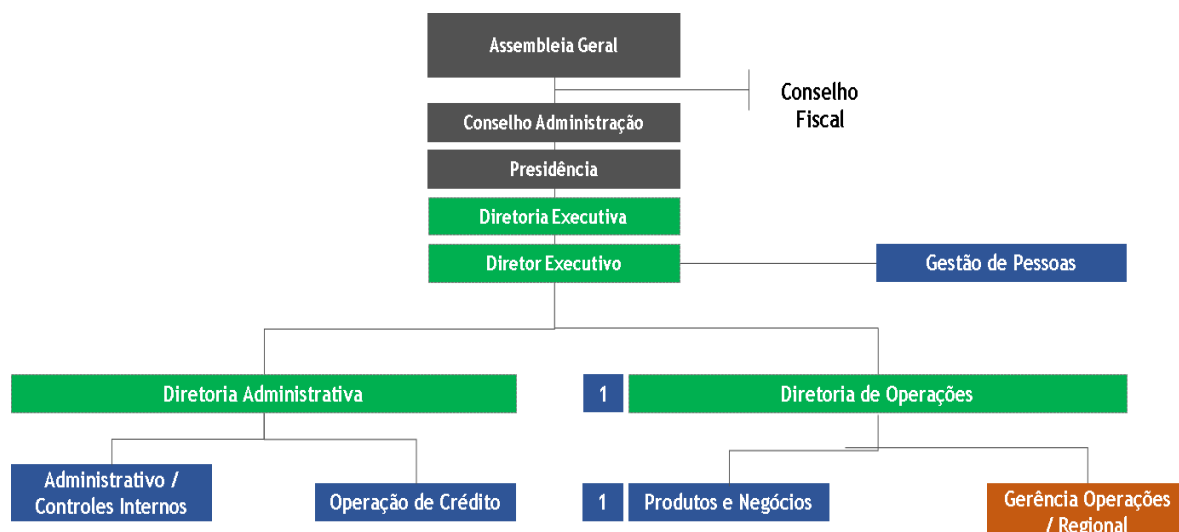 Assembleia Geral
Conselho
Fiscal
Conselho Administração
Presidência
Diretoria Executiva
Diretor Executivo
Gestão de Pessoas
Diretoria Administrativa
1
Diretoria de Operações
Administrativo /
Controles Internos
Operação de Crédito
1
Produtos e Negócios
Gerência Operações
/ Regional